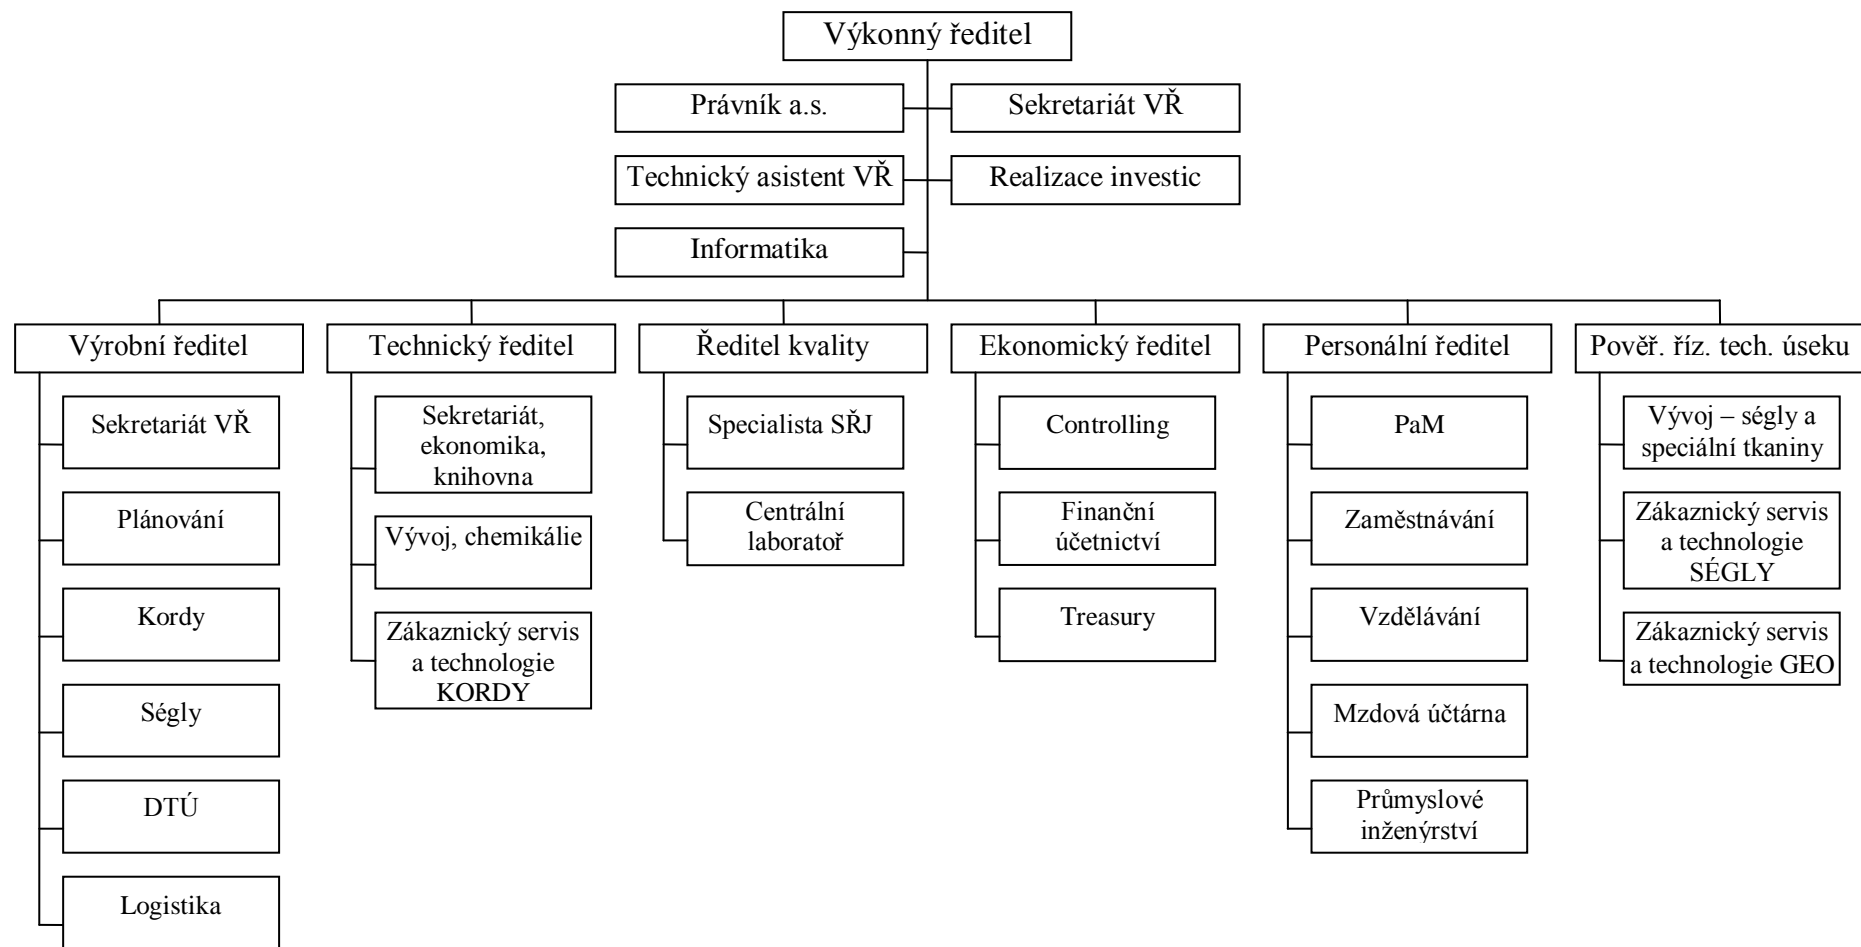 Výkonný ředitel
Právník a.s.
Sekretariát VŘ
Technický asistent VŘ
Realizace investic
Informatika
Výrobní ředitel
Technický ředitel
Ředitel kvality
Ekonomický ředitel
Personální ředitel
Pověř. říz. tech. úseku
Sekretariát VŘ
Plánování
Kordy
Ségly
DTÚ
Logistika
Sekretariát,
ekonomika,
knihovna
Vývoj, chemikálie
Zákaznický servis
a technologie
KORDY
Specialista SŘJ
Centrální
laboratoř
Controlling
Finanční
účetnictví
Treasury
PaM
Zaměstnávání
Vzdělávání
Mzdová účtárna
Průmyslové
inženýrství
Vývoj – ségly a
speciální tkaniny
Zákaznický servis
a technologie
SÉGLY
Zákaznický servis
a technologie GEO